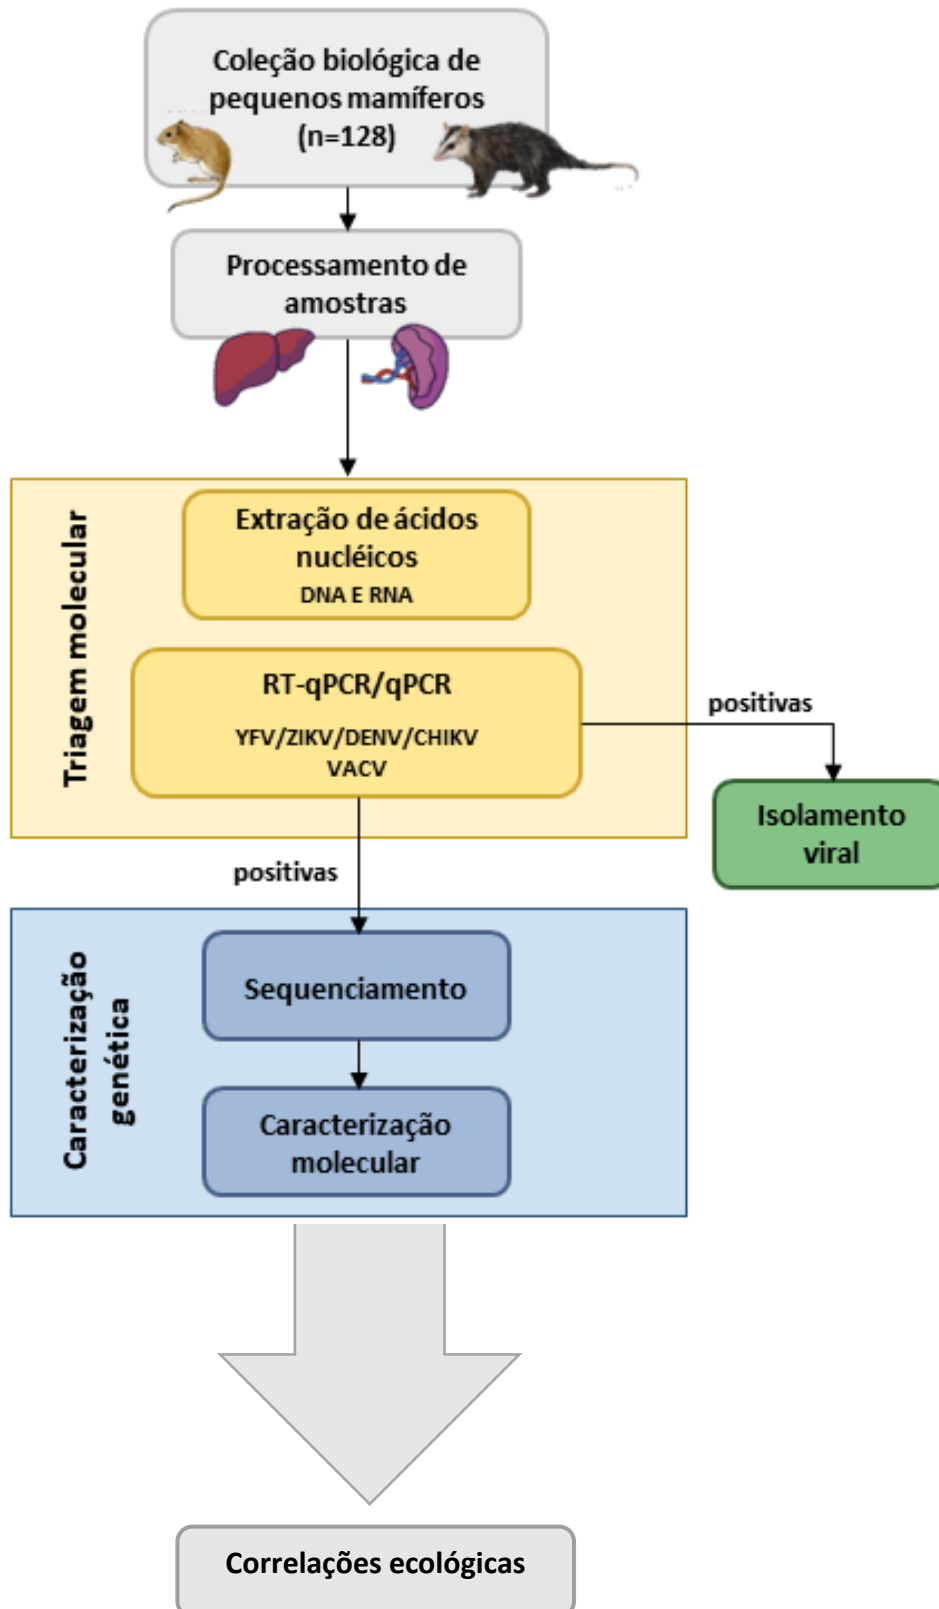 Coleção biológica de
pequenos mamíferos
(n=128)
Processamento de
amostras
Triagem molecular
Extração de ácidos
nucléicos
DNA E RNA
RT-qPCR/qPCR
YFV/ZIKV/DENV/CHIKV
VACV
positivas
Isolamento
viral
positivas
Caracterização
genética
Sequenciamento
Caracterização
molecular
Correlações ecológicas